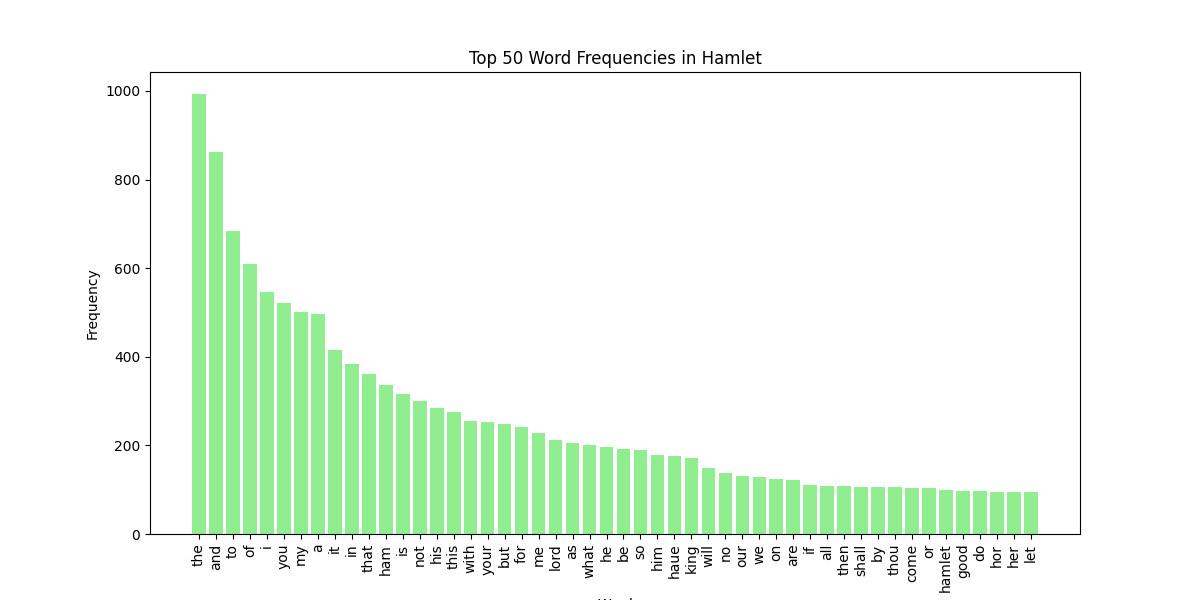 Top 50 Word Frequencies in Hamlet
1000
800
600
400
200
0
Frequency
the
and
to
of
i
you
my
a
it
in
that
ham
is
not
his
this
with
your
but
for
me
lord
as
what
he
be
so
him
haue
king
will
no
our
we
on
are
if
all
then
shall
by
thou
come
or
hamlet
good
do
hor
her
let